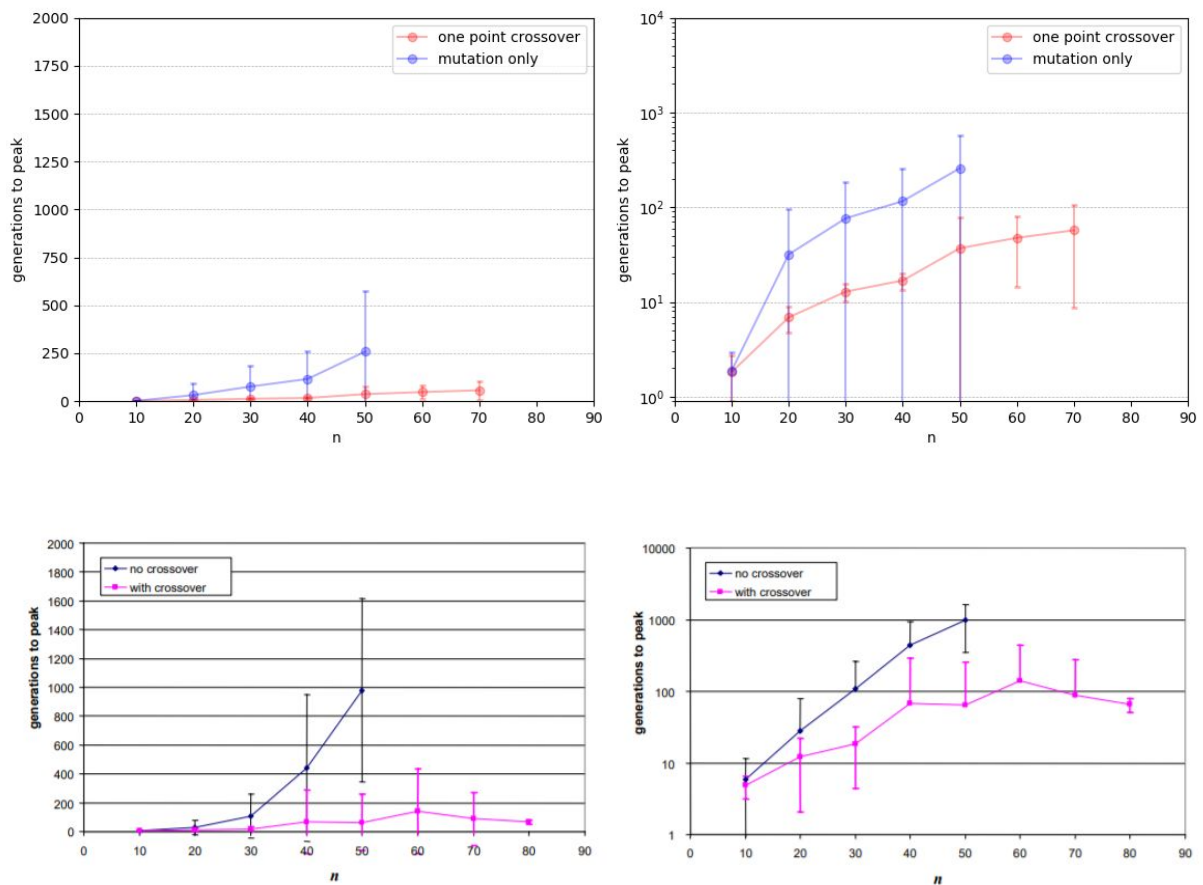 2000
1750
1500
1250
1000
750
500
250
0
generations to peak
one point crossover
mutation only
0 10 20 30 40 50 60 70 80 90
n
10^4
10^3
10^2
10^1
10^0
generations to peak
one point crossover
mutation only
0 10 20 30 40 50 60 70 80 90
n
2000
1800
1600
1400
1200
1000
800
600
400
200
0
generations to peak
no crossover
with crossover
0 10 20 30 40 50 60 70 80 90
n
10000
1000
100
10
1
generations to peak
no crossover
with crossover
0 10 20 30 40 50 60 70 80 90
n